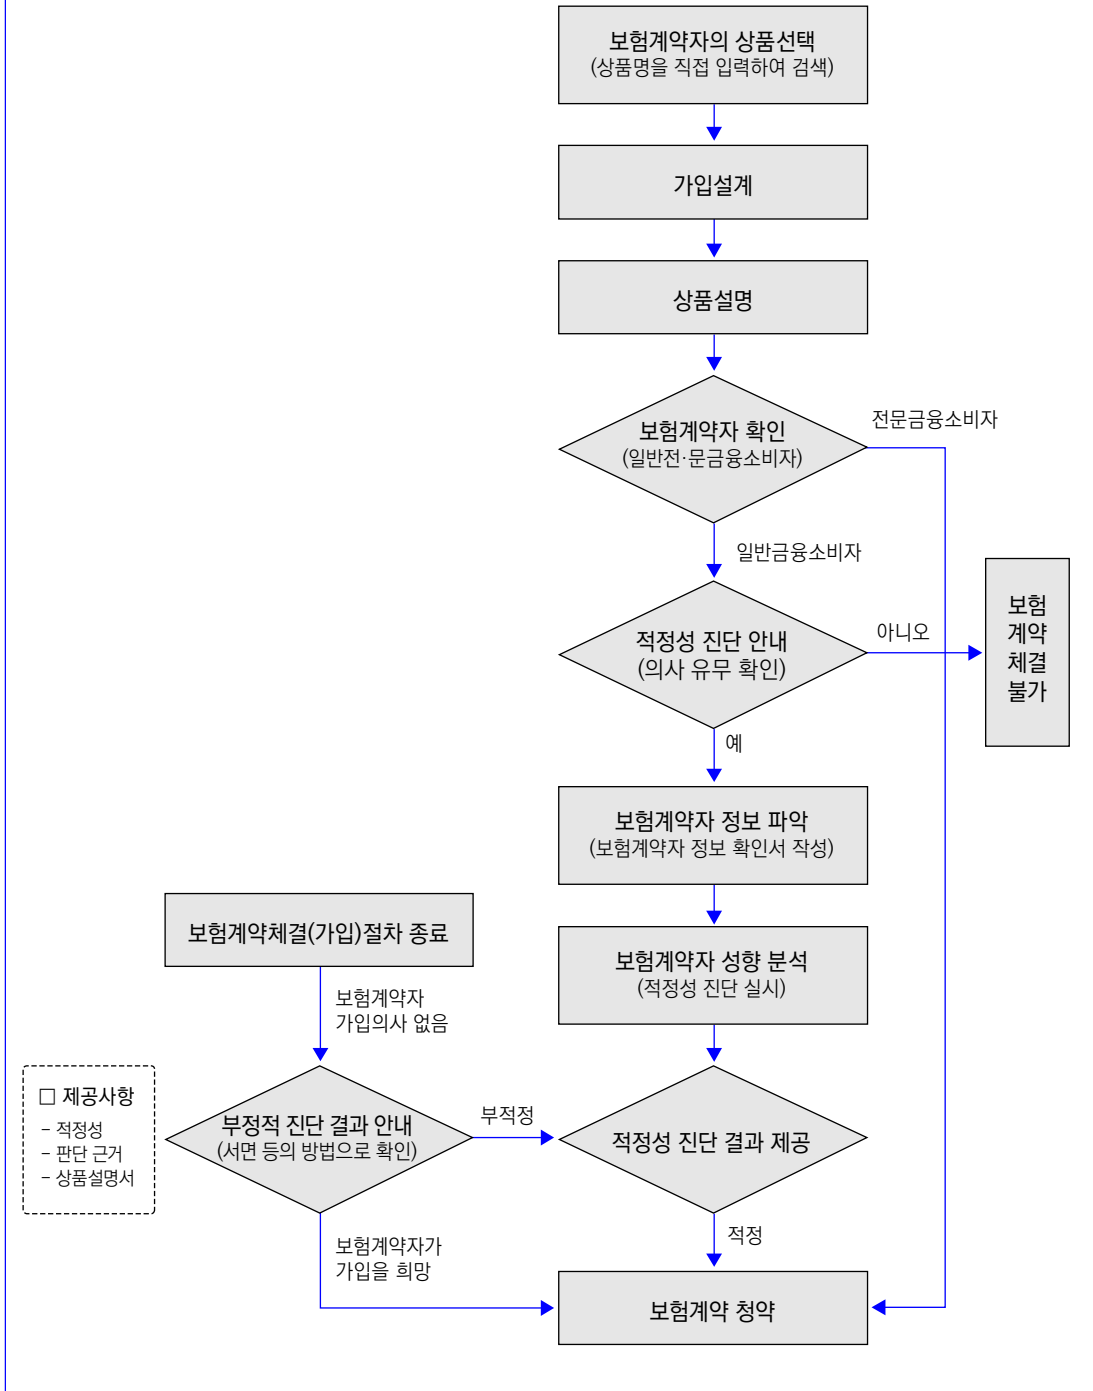 보험계약자의 상품선택
(상품명을 직접 입력하여 검색)
가입설계
상품설명
보험계약자 확인
(일반전·문금융소비자)
전문금융소비자
일반금융소비자
적정성 진단 안내
(의사 유무 확인)
아니오
보험
계약
체결
불가
예
보험계약자 정보 파악
(보험계약자 정보 확인서 작성)
보험계약자 성향 분석
(적정성 진단 실시)
보험계약체결(가입)절차 종료
보험계약자
가입의사 없음
□ 제공사항
- 적정성
- 판단 근거
- 상품설명서
부정적 진단 결과 안내
(서면 등의 방법으로 확인)
부적정
적정성 진단 결과 제공
보험계약자가
가입을 희망
적정
보험계약 청약